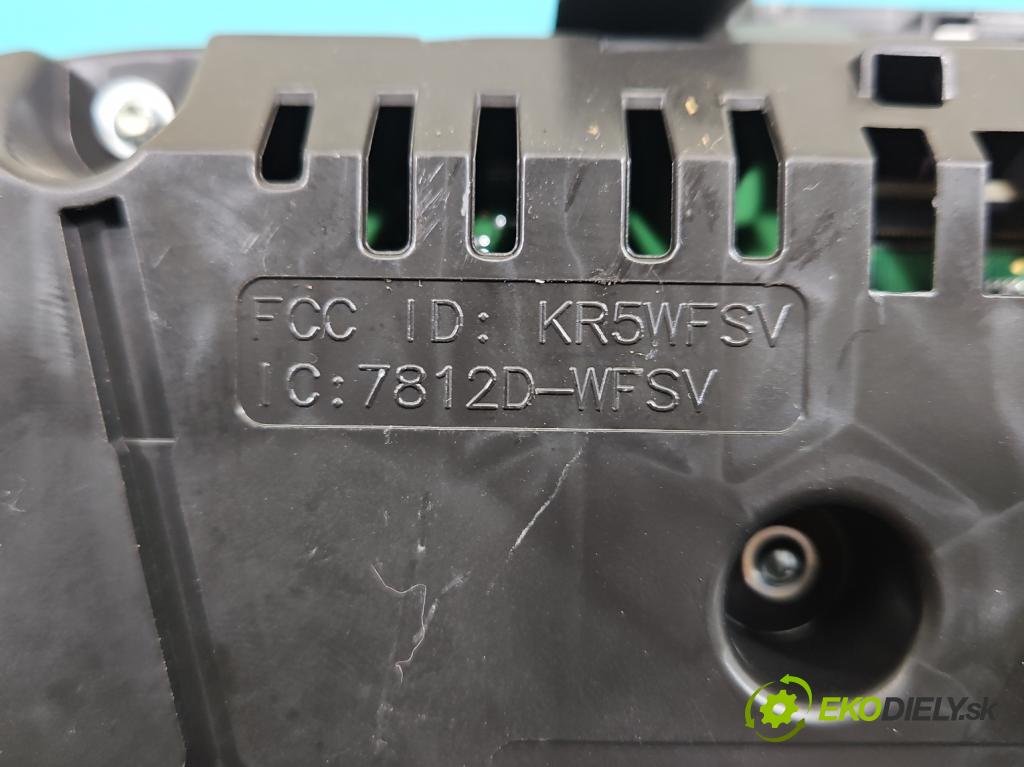 FCC ID: KR5WFSV
IC:7812D-WFSV
EKODIELY.sk